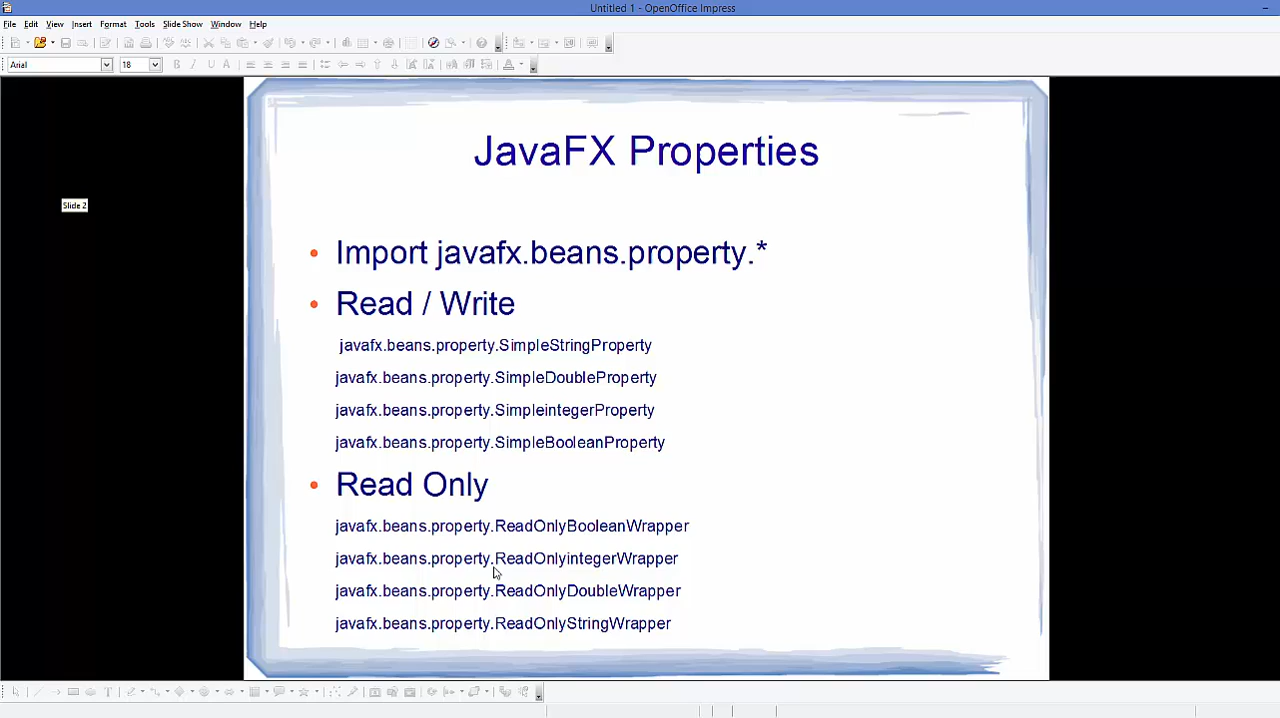 Untitled 1 - OpenOffice Impress
File Edit View Insert Format Tools Slide Show Window Help
Arial 18
JavaFX Properties
Slide 2
• Import javafx.beans.property.*
• Read / Write
javafx.beans.property.SimpleStringProperty
javafx.beans.property.SimpleDoubleProperty
javafx.beans.property.SimpleintegerProperty
javafx.beans.property.SimpleBooleanProperty
• Read Only
javafx.beans.property.ReadOnlyBooleanWrapper
javafx.beans.property.ReadOnlyintegerWrapper
javafx.beans.property.ReadOnlyDoubleWrapper
javafx.beans.property.ReadOnlyStringWrapper